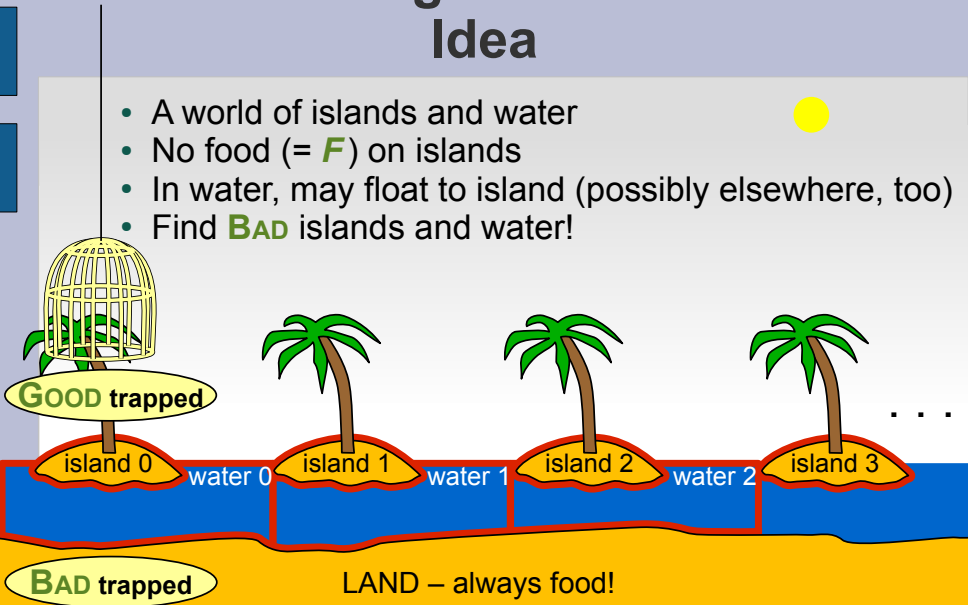 Idea
• A world of islands and water
• No food (= F) on islands
• In water, may float to island (possibly elsewhere, too)
• Find BAD islands and water!
GOOD trapped
. . .
island 0
water 0
island 1
water 1
island 2
water 2
island 3
BAD trapped
LAND – always food!